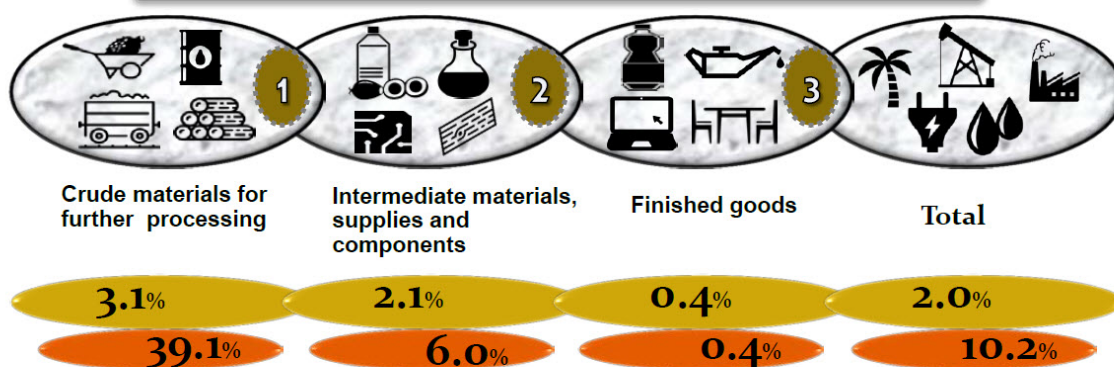 1
2
3
Crude materials for
further processing
Intermediate materials,
supplies and
components
Finished goods
Total
3.1%
2.1%
0.4%
2.0%
39.1%
6.0%
0.4%
10.2%